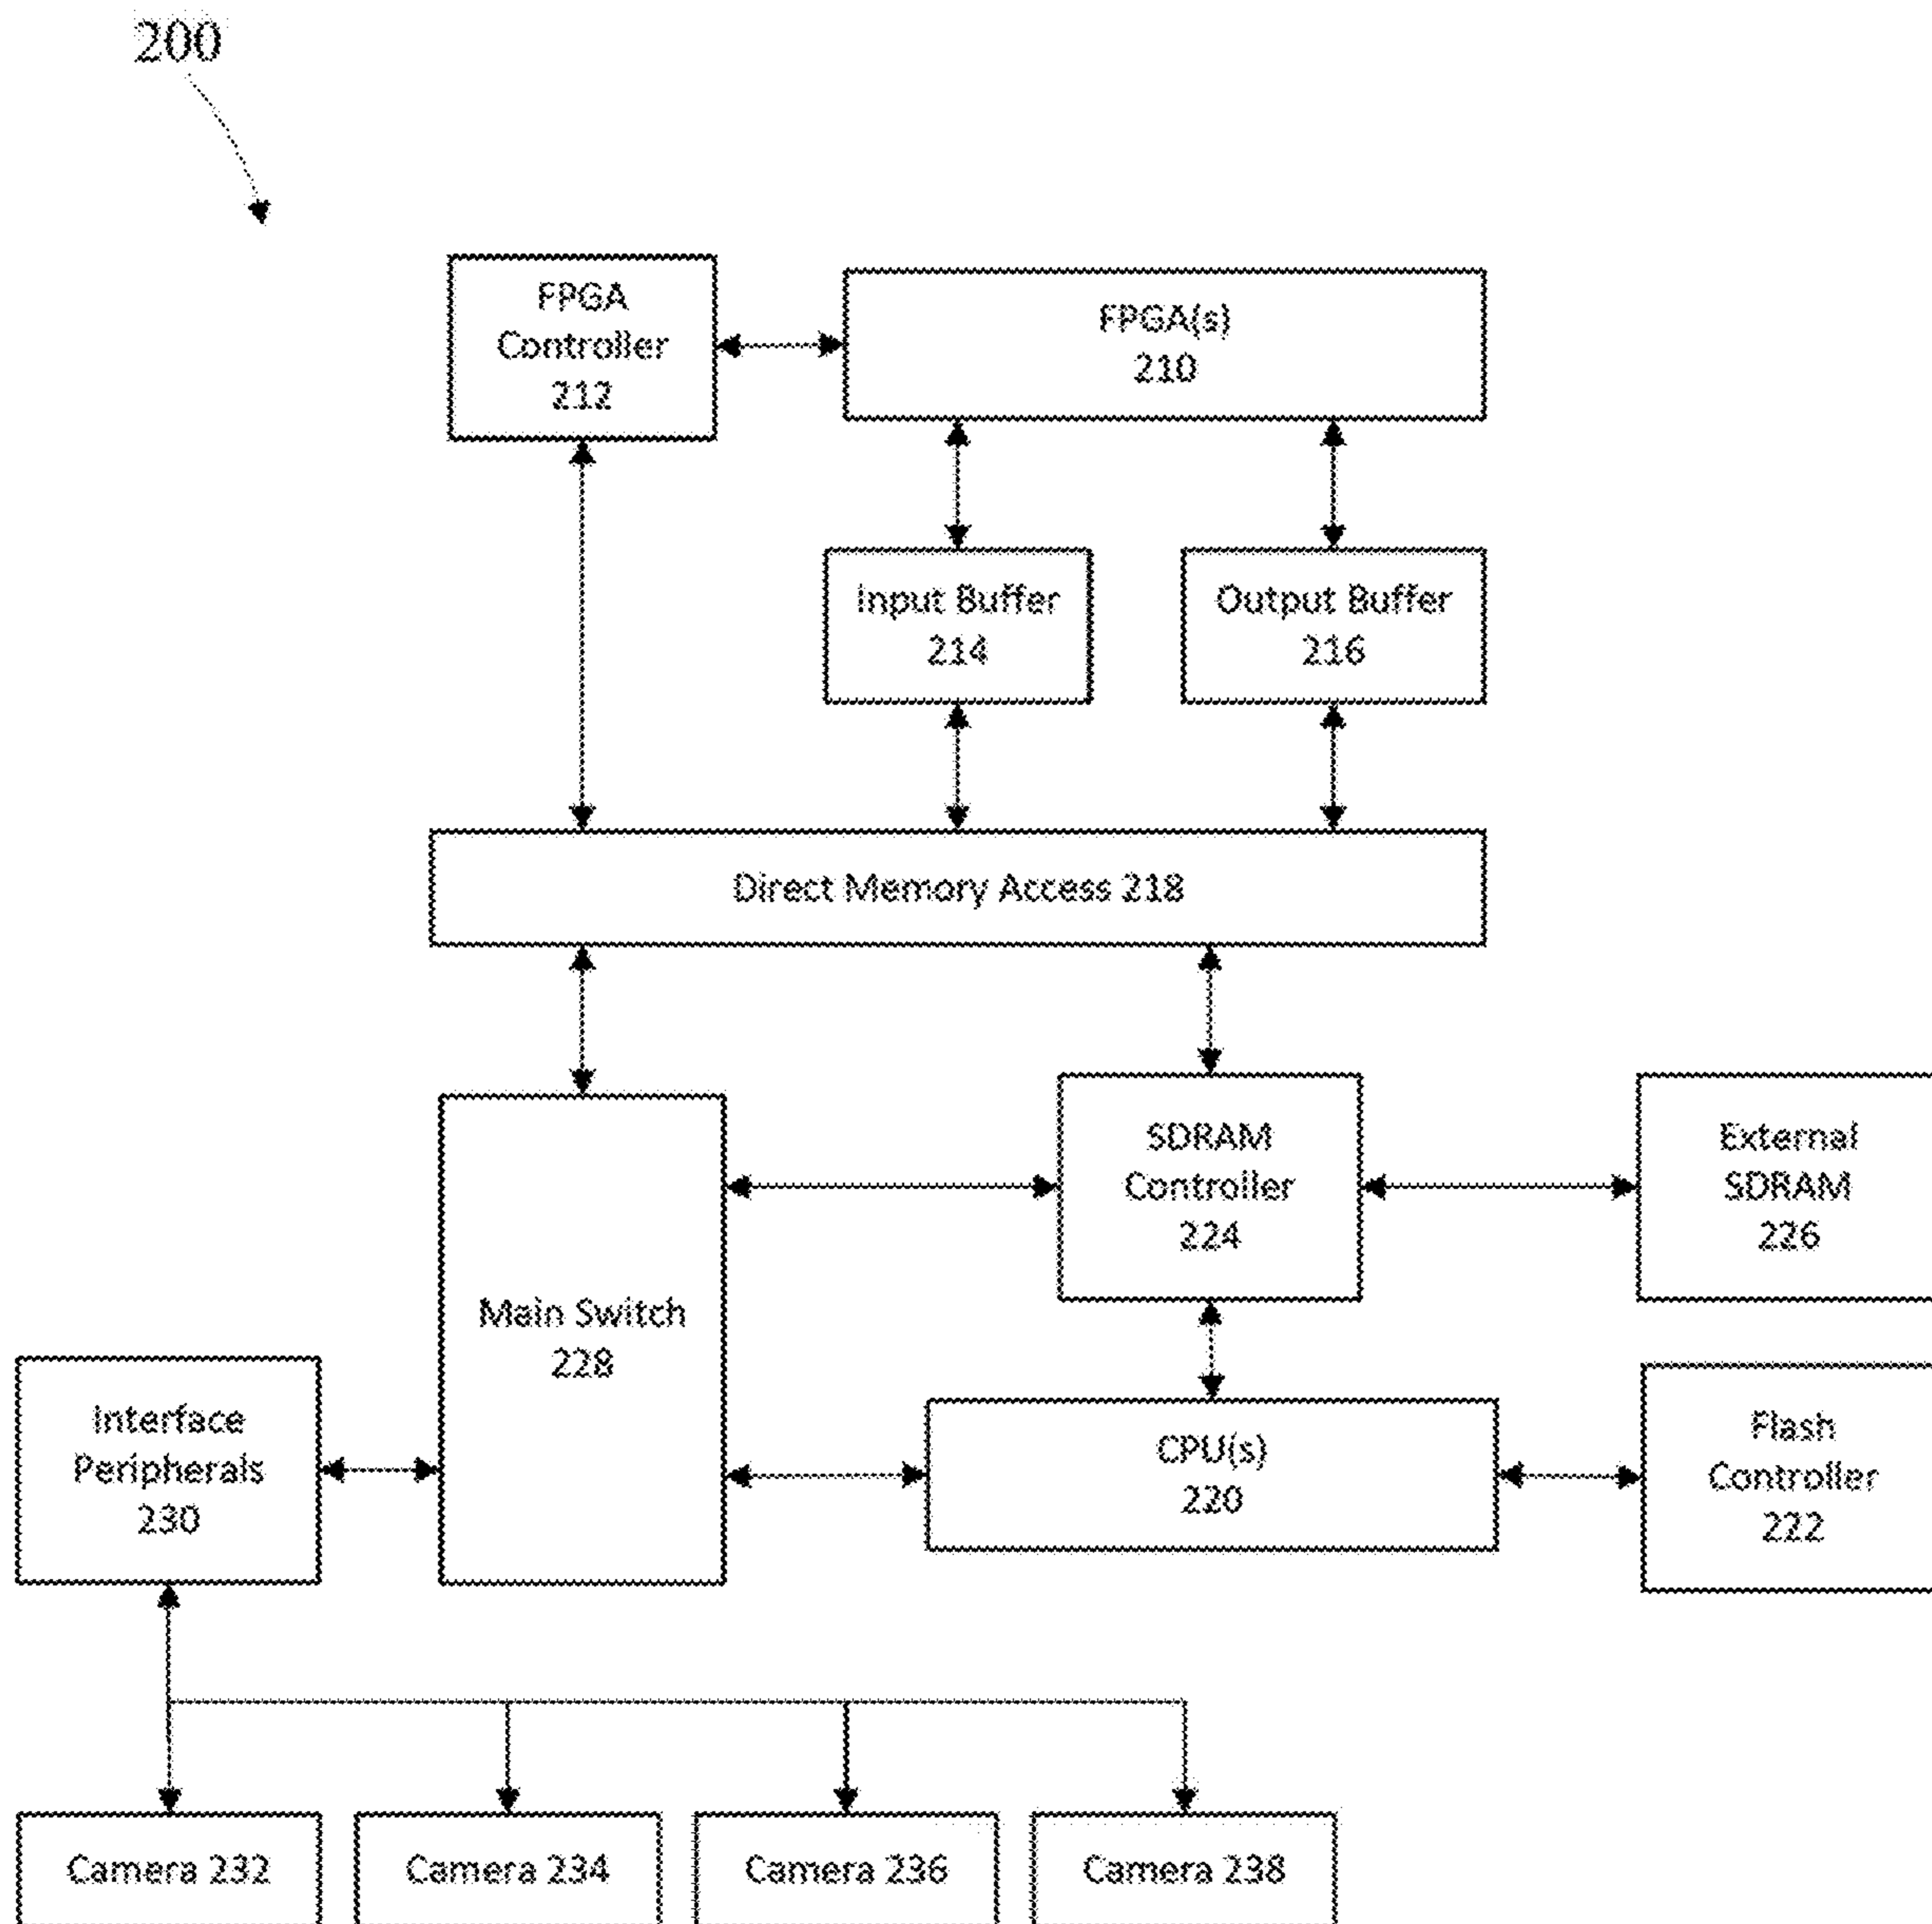 200
FPGA
Controller
212
FPGA(s)
210
Input Buffer
214
Output Buffer
216
Direct Memory Access 218
SDRAM
Controller
224
External
SDRAM
226
Main Switch
228
Interface
Peripherals
230
CPU(s)
220
Flash
Controller
222
Camera 232
Camera 234
Camera 236
Camera 238